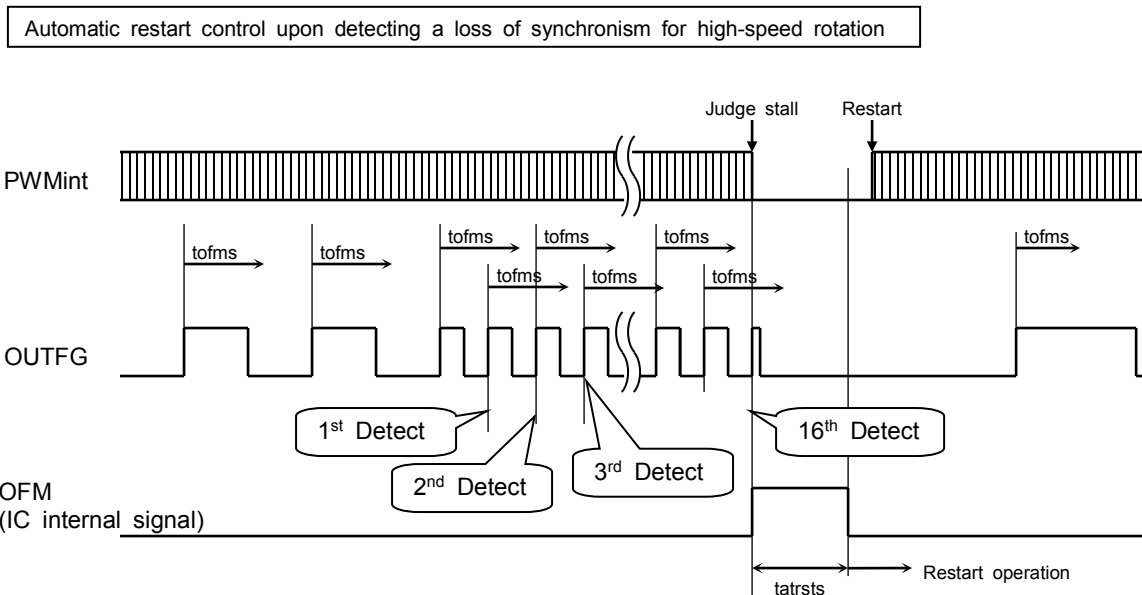 Automatic restart control upon detecting a loss of synchronism for high-speed rotation
Judge stall Restart
PWMint
tofms tofms tofms
tofms tofms tofms tofms
tofms tofms tofms
OUTFG
1st Detect
16th Detect
2nd Detect
3rd Detect
OFM
(IC internal signal)
Restart operation
tatrsts